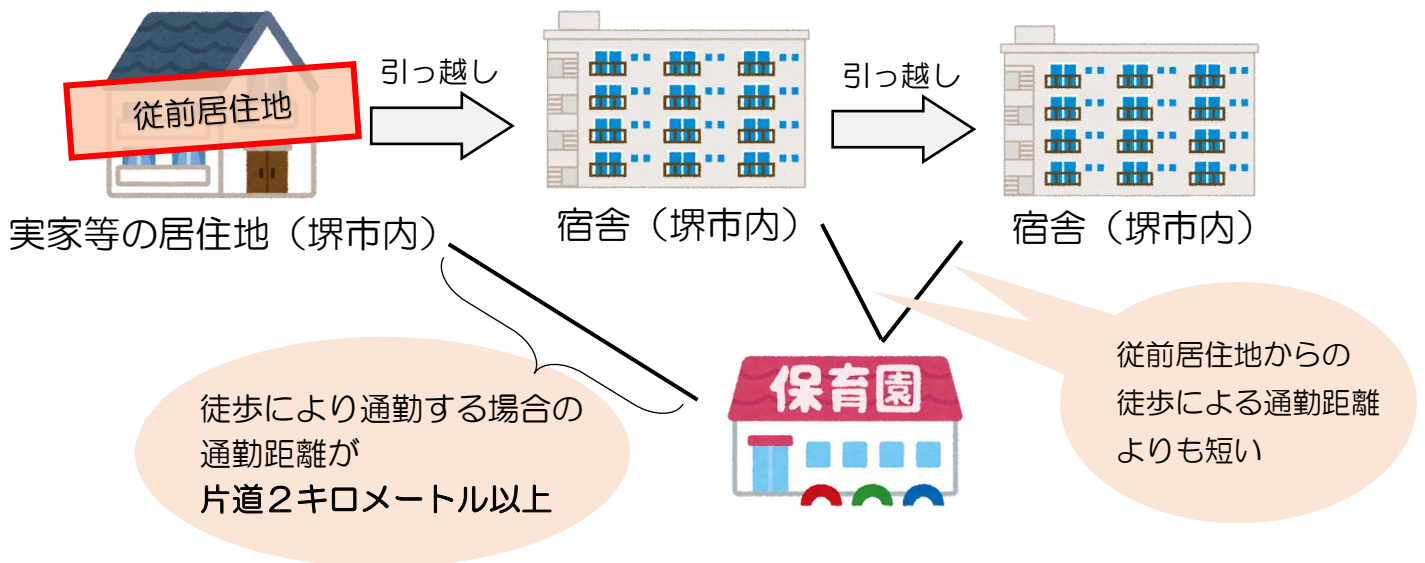 従前居住地
引っ越し
引っ越し
実家等の居住地（堺市内）
宿舎（堺市内）
宿舎（堺市内）
徒歩により通勤する場合の
通勤距離が
片道２キロメートル以上
保育園
従前居住地からの
徒歩による通勤距離
よりも短い